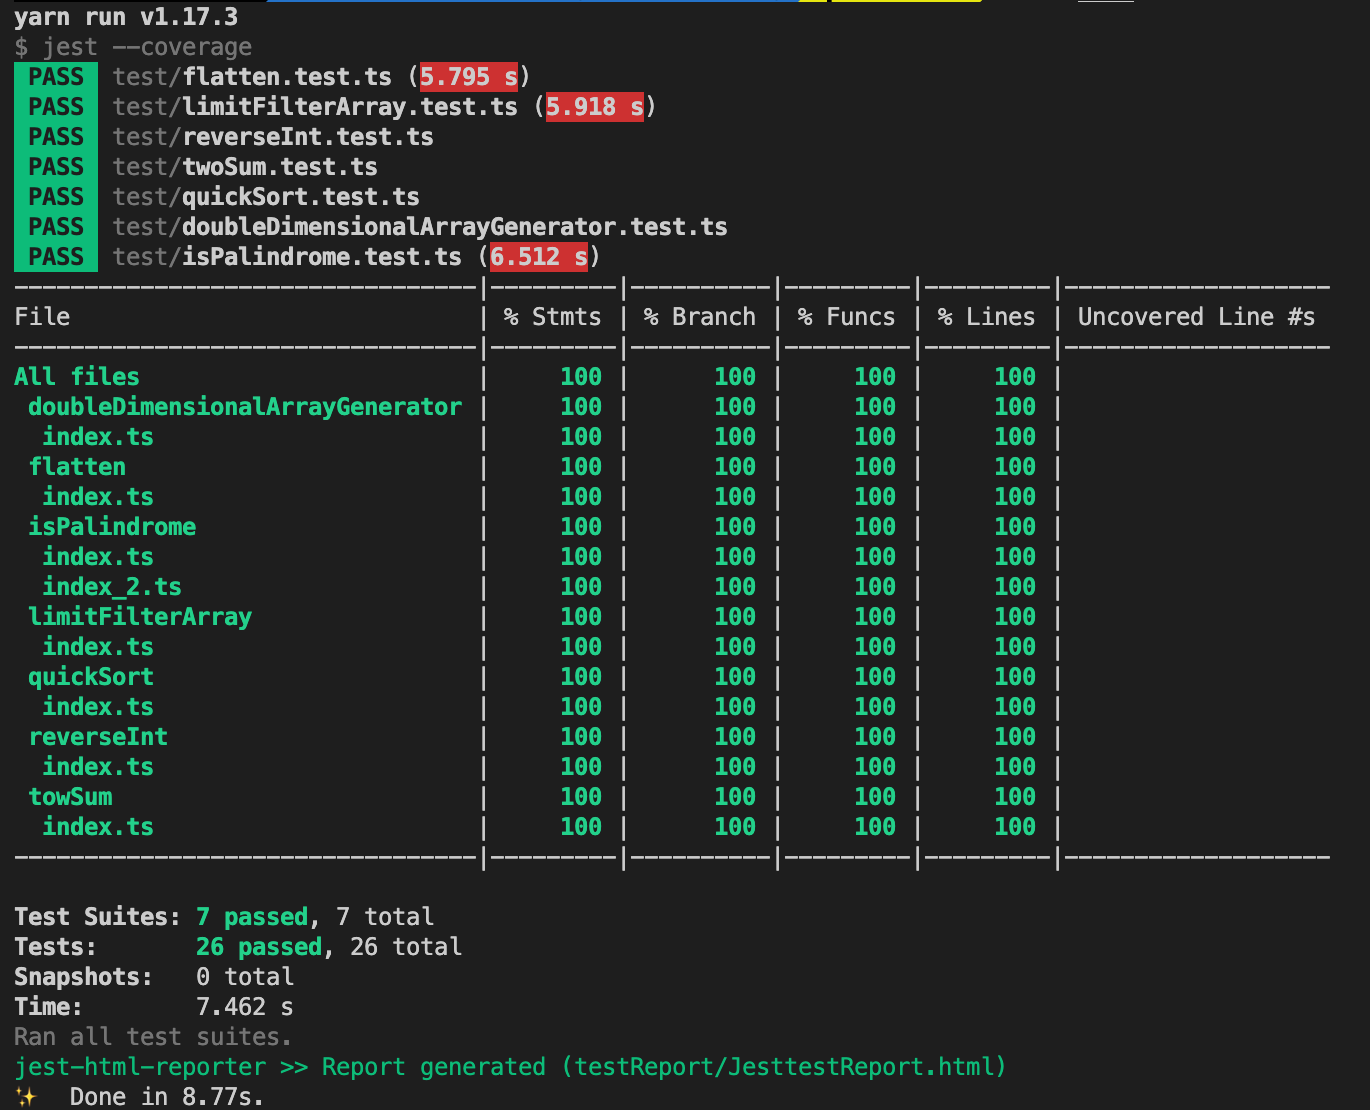 yarn run v1.17.3
$ jest --coverage
PASS test/flatten.test.ts (5.795 s)
PASS test/limitFilterArray.test.ts (5.918 s)
PASS test/reverseInt.test.ts
PASS test/twoSum.test.ts
PASS test/quickSort.test.ts
PASS test/doubleDimensionalArrayGenerator.test.ts
PASS test/isPalindrome.test.ts (6.512 s)
---------------------------------|---------|----------|---------|---------|-------------------
File                             | % Stmts | % Branch | % Funcs | % Lines | Uncovered Line #s
---------------------------------|---------|----------|---------|---------|-------------------
All files                        |     100 |      100 |     100 |     100 |
 doubleDimensionalArrayGenerator |     100 |      100 |     100 |     100 |
  index.ts                       |     100 |      100 |     100 |     100 |
 flatten                         |     100 |      100 |     100 |     100 |
  index.ts                       |     100 |      100 |     100 |     100 |
 isPalindrome                    |     100 |      100 |     100 |     100 |
  index.ts                       |     100 |      100 |     100 |     100 |
  index_2.ts                     |     100 |      100 |     100 |     100 |
 limitFilterArray                |     100 |      100 |     100 |     100 |
  index.ts                       |     100 |      100 |     100 |     100 |
 quickSort                       |     100 |      100 |     100 |     100 |
  index.ts                       |     100 |      100 |     100 |     100 |
 reverseInt                      |     100 |      100 |     100 |     100 |
  index.ts                       |     100 |      100 |     100 |     100 |
 towSum                          |     100 |      100 |     100 |     100 |
  index.ts                       |     100 |      100 |     100 |     100 |
---------------------------------|---------|----------|---------|---------|-------------------
Test Suites: 7 passed, 7 total
Tests:       26 passed, 26 total
Snapshots:   0 total
Time:        7.462 s
Ran all test suites.
jest-html-reporter >> Report generated (testReport/JesttestReport.html)
✨  Done in 8.77s.